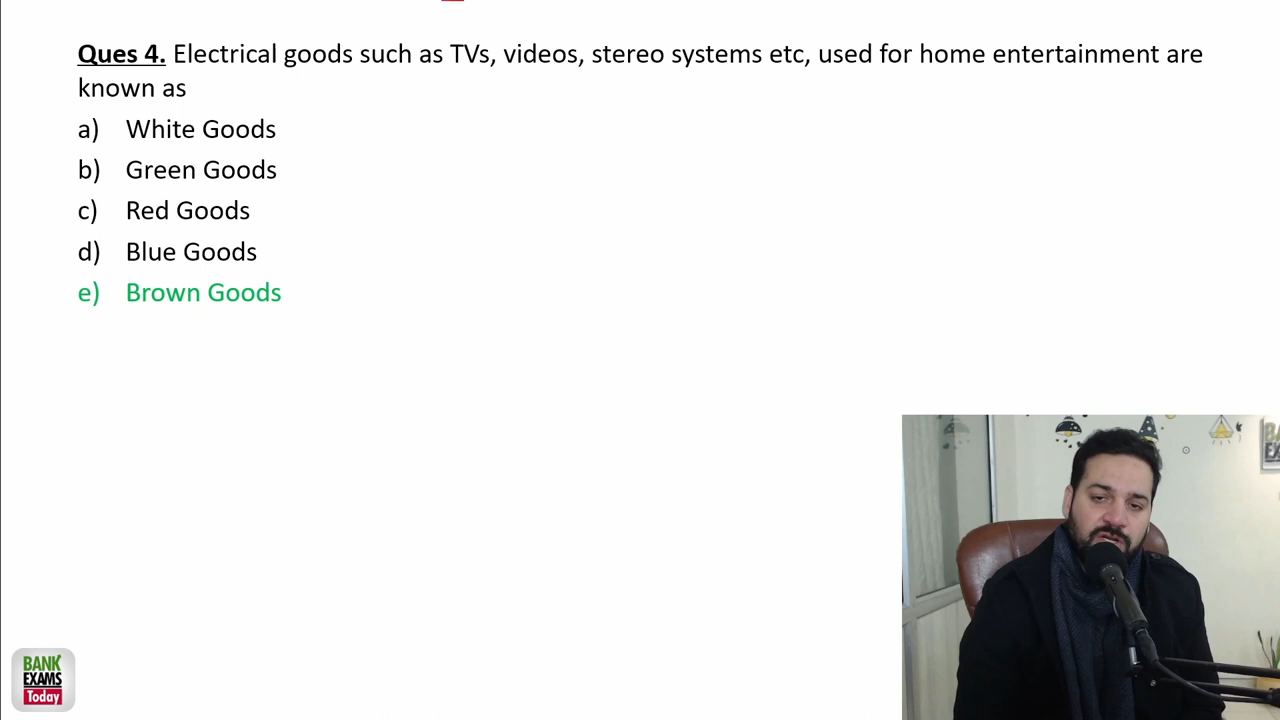 Ques 4. Electrical goods such as TVs, videos, stereo systems etc, used for home entertainment are
known as
a) White Goods
b) Green Goods
c) Red Goods
d) Blue Goods
e) Brown Goods
BANK
EXAMS
Today